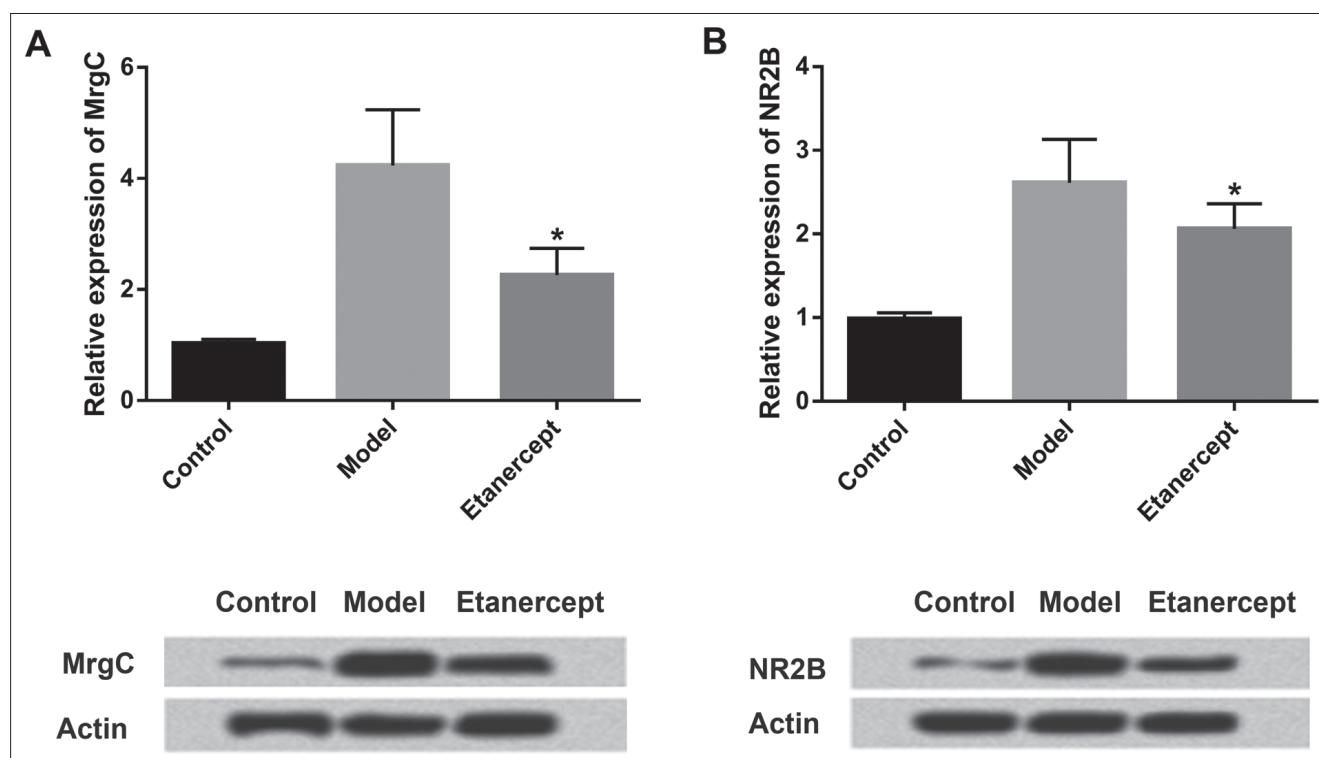 A
Relative expression of MrgC
6
4
2
0
Control
Model
Etanercept
*
Control Model Etanercept
MrgC
Actin
B
Relative expression of NR2B
4
3
2
1
0
Control
Model
Etanercept
*
Control Model Etanercept
NR2B
Actin